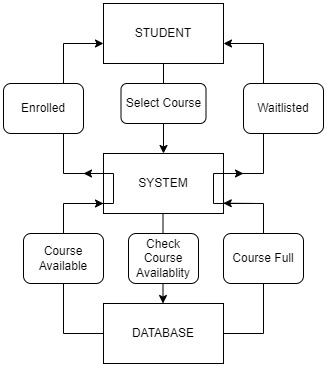 STUDENT
Enrolled
Select Course
Waitlisted
SYSTEM
Course
Available
Check
Course
Availablity
Course Full
DATABASE